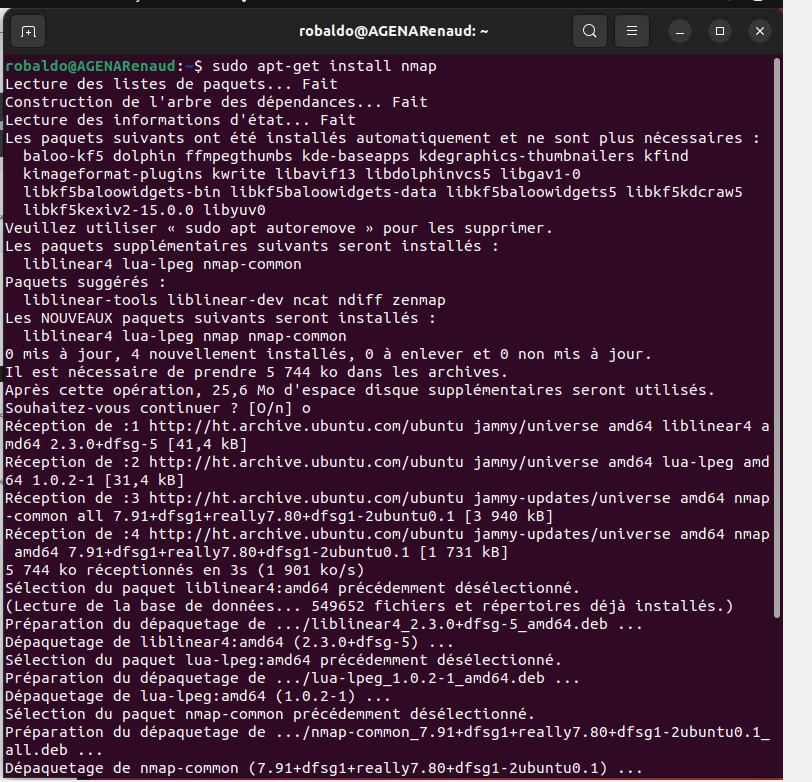 robaldo@AGENARenaud: ~
robaldo@AGENARenaud:~$ sudo apt-get install nmap
Lecture des listes de paquets... Fait
Construction de l'arbre des dépendances... Fait
Lecture des informations d'état... Fait
Les paquets suivants ont été installés automatiquement et ne sont plus nécessaires :
  baloo-kf5 dolphin ffmpegthumbs kde-baseapps kdegraphics-thumbnailers kfind
  kimageformat-plugins kwrite libavif13 libdolphinvcs5 libgav1-0
  libkf5baloowidgets-bin libkf5baloowidgets-data libkf5baloowidgets5 libkf5kdcraw5
  libkf5kexiv2-15.0.0 libyuv0
Veuillez utiliser « sudo apt autoremove » pour les supprimer.
Les paquets supplémentaires suivants seront installés :
  liblinear4 lua-lpeg nmap-common
Paquets suggérés :
  liblinear-tools liblinear-dev ncat ndiff zenmap
Les NOUVEAUX paquets suivants seront installés :
  liblinear4 lua-lpeg nmap nmap-common
0 mis à jour, 4 nouvellement installés, 0 à enlever et 0 non mis à jour.
Il est nécessaire de prendre 5 744 ko dans les archives.
Après cette opération, 25,6 Mo d'espace disque supplémentaires seront utilisés.
Souhaitez-vous continuer ? [O/n] o
Réception de :1 http://ht.archive.ubuntu.com/ubuntu jammy/universe amd64 liblinear4 a
md64 2.3.0+dfsg-5 [41,4 kB]
Réception de :2 http://ht.archive.ubuntu.com/ubuntu jammy/universe amd64 lua-lpeg amd
64 1.0.2-1 [31,4 kB]
Réception de :3 http://ht.archive.ubuntu.com/ubuntu jammy-updates/universe amd64 nmap
-common all 7.91+dfsg1+really7.80+dfsg1-2ubuntu0.1 [3 940 kB]
Réception de :4 http://ht.archive.ubuntu.com/ubuntu jammy-updates/universe amd64 nmap
 amd64 7.91+dfsg1+really7.80+dfsg1-2ubuntu0.1 [1 731 kB]
5 744 ko réceptionnés en 3s (1 901 ko/s)
Sélection du paquet liblinear4:amd64 précédemment désélectionné.
(Lecture de la base de données... 549652 fichiers et répertoires déjà installés.)
Préparation du dépaquetage de .../liblinear4_2.3.0+dfsg-5_amd64.deb ...
Dépaquetage de liblinear4:amd64 (2.3.0+dfsg-5) ...
Sélection du paquet lua-lpeg:amd64 précédemment désélectionné.
Préparation du dépaquetage de .../lua-lpeg_1.0.2-1_amd64.deb ...
Dépaquetage de lua-lpeg:amd64 (1.0.2-1) ...
Sélection du paquet nmap-common précédemment désélectionné.
Préparation du dépaquetage de .../nmap-common_7.91+dfsg1+really7.80+dfsg1-2ubuntu0.1_
all.deb ...
Dépaquetage de nmap-common (7.91+dfsg1+really7.80+dfsg1-2ubuntu0.1) ...